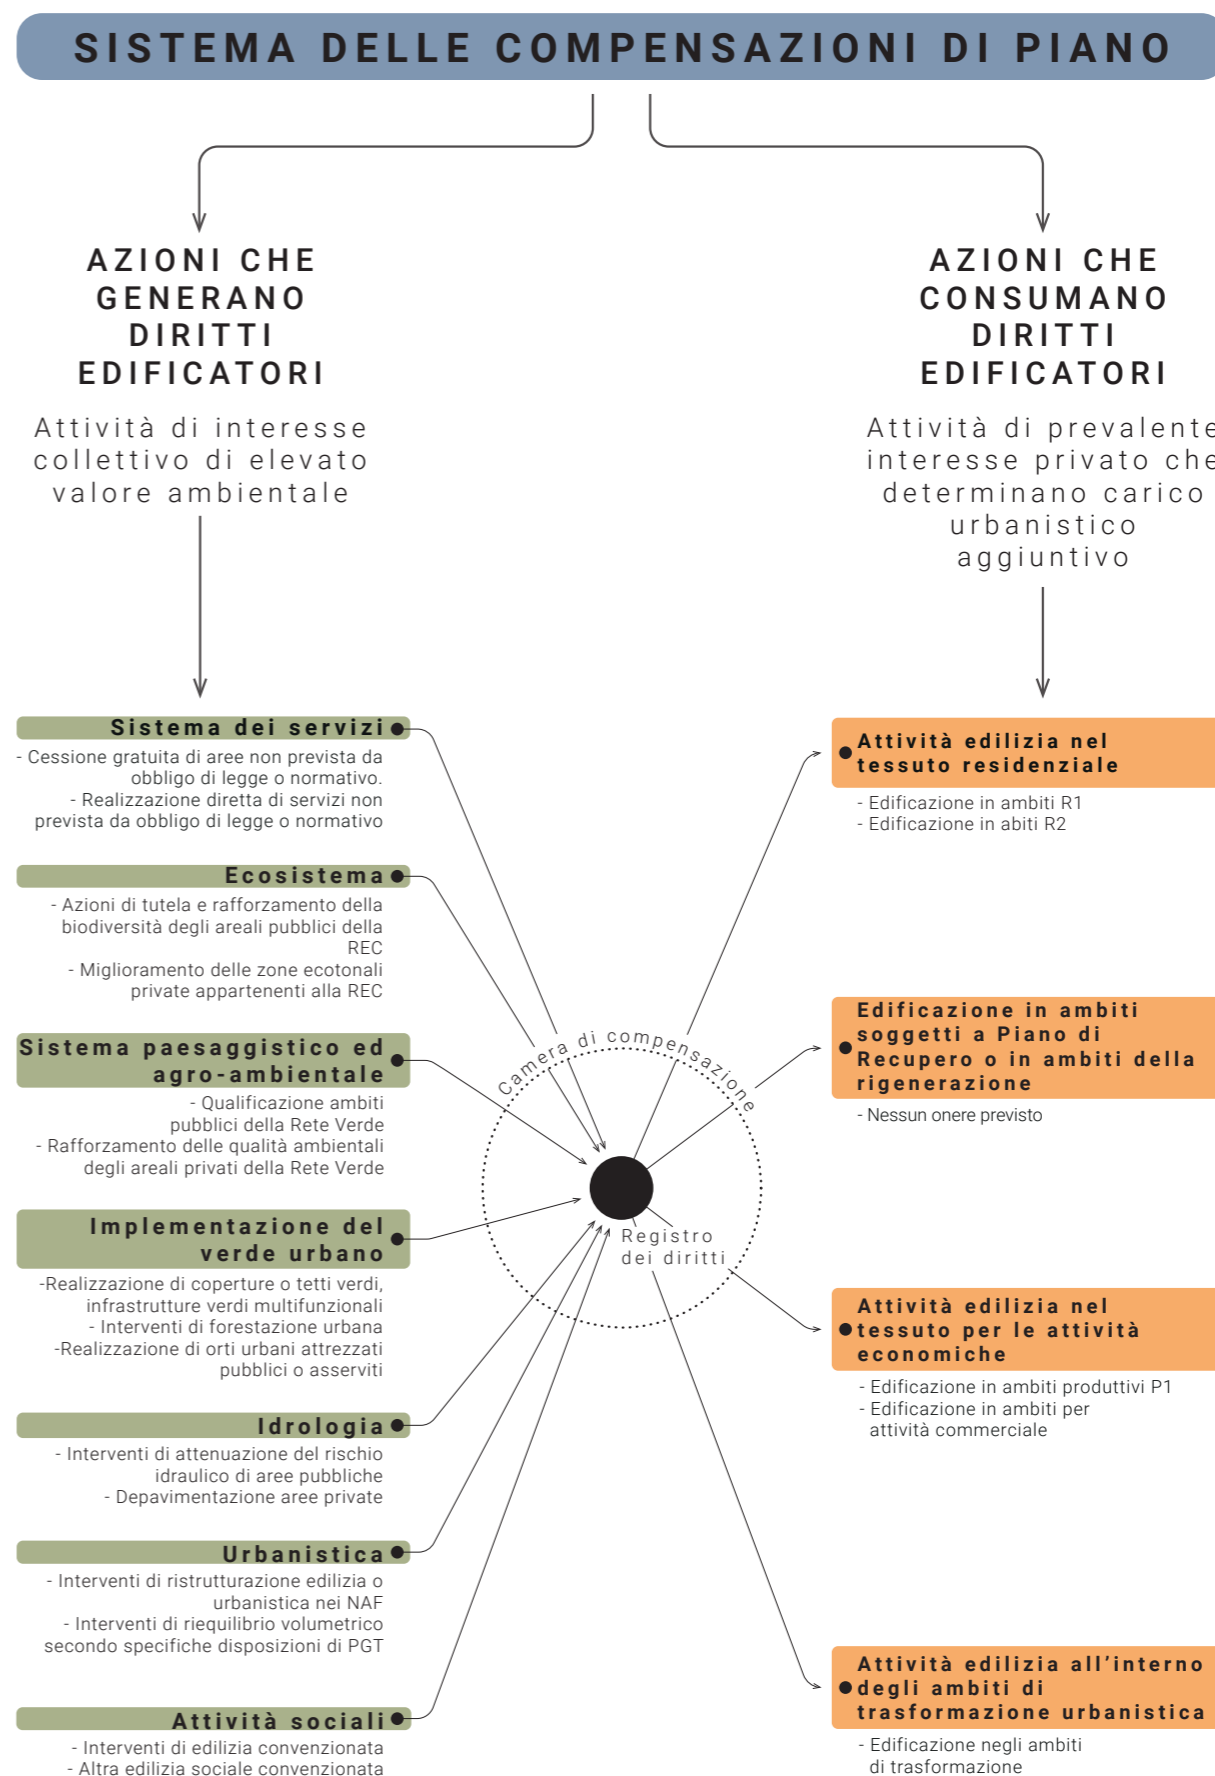 SISTEMA DELLE COMPENSAZIONI DI PIANO
AZIONI CHE
GENERANO
DIRITTI
EDIFICATORI
Attività di interesse
collettivo di elevato
valore ambientale
AZIONI CHE
CONSUMANO
DIRITTI
EDIFICATORI
Attività di prevalente
interesse privato che
determinano carico
urbanistico
aggiuntivo
Sistema dei servizi
- Cessione gratuita di aree non prevista da
obbligo di legge o normativo.
- Realizzazione diretta di servizi non
prevista da obbligo di legge o normativo
Ecosistema
- Azioni di tutela e rafforzamento della
biodiversità degli areali pubblici della
REC
- Miglioramento delle zone ecotonali
private appartenenti alla REC
Sistema paesaggistico ed
agro-ambientale
- Qualificazione ambiti
pubblici della Rete Verde
- Rafforzamento delle qualità ambientali
degli areali privati della Rete Verde
Implementazione del
verde urbano
-Realizzazione di coperture o tetti verdi,
infrastrutture verdi multifunzionali
- Interventi di forestazione urbana
-Realizzazione di orti urbani attrezzati
pubblici o asserviti
Idrologia
- Interventi di attenuazione del rischio
idraulico di aree pubbliche
- Depavimentazione aree private
Urbanistica
- Interventi di ristrutturazione edilizia o
urbanistica nei NAF
- Interventi di riequilibrio volumetrico
secondo specifiche disposizioni di PGT
Attività sociali
- Interventi di edilizia convenzionata
- Altra edilizia sociale convenzionata
Camera di compensazione
Registro
dei diritti
Attività edilizia nel
tessuto residenziale
- Edificazione in ambiti R1
- Edificazione in abiti R2
Edificazione in ambiti
soggetti a Piano di
Recupero o in ambiti della
rigenerazione
- Nessun onere previsto
Attività edilizia nel
tessuto per le attività
economiche
- Edificazione in ambiti produttivi P1
- Edificazione in ambiti per
attività commerciale
Attività edilizia all'interno
degli ambiti di
trasformazione urbanistica
- Edificazione negli ambiti
di trasformazione